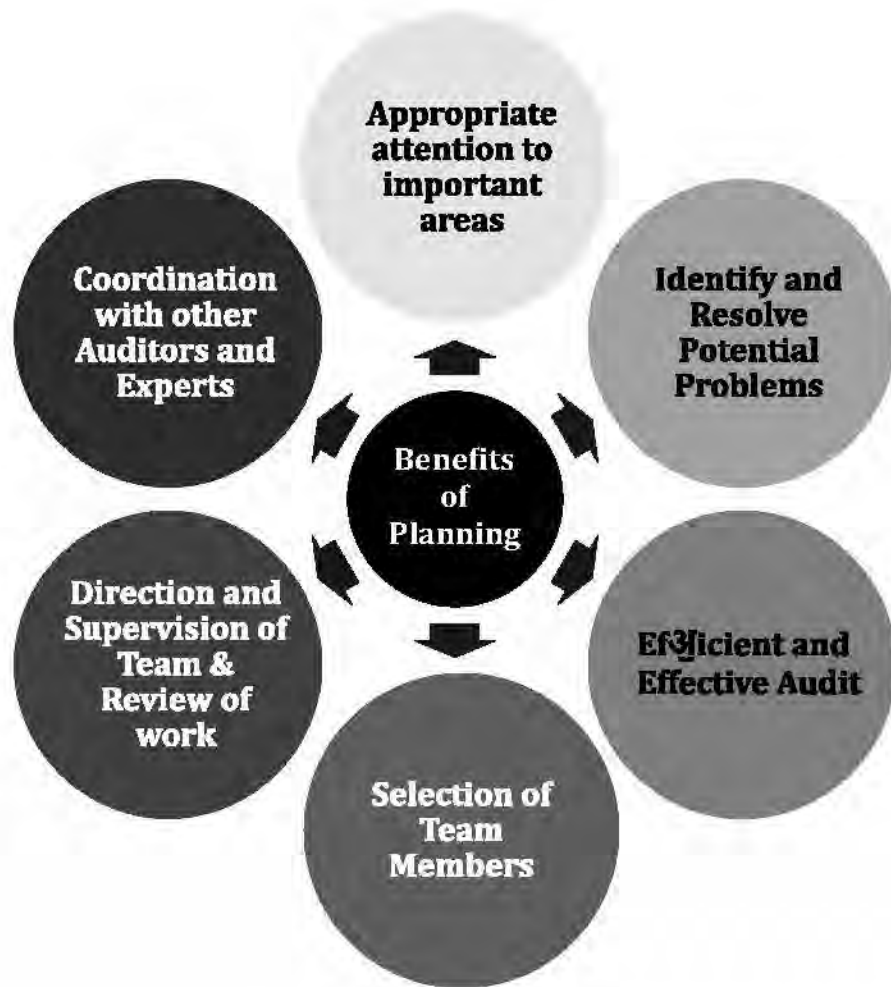 Appropriate
attention to
important
areas
Identify and
Resolve
Potential
Problems
and
Effective Audit
Selection of
Team
Members
Direction and
Supervision of
Team &
Review of
work
Coordination
with other
Auditors and
Experts
Benefits
of
Planning